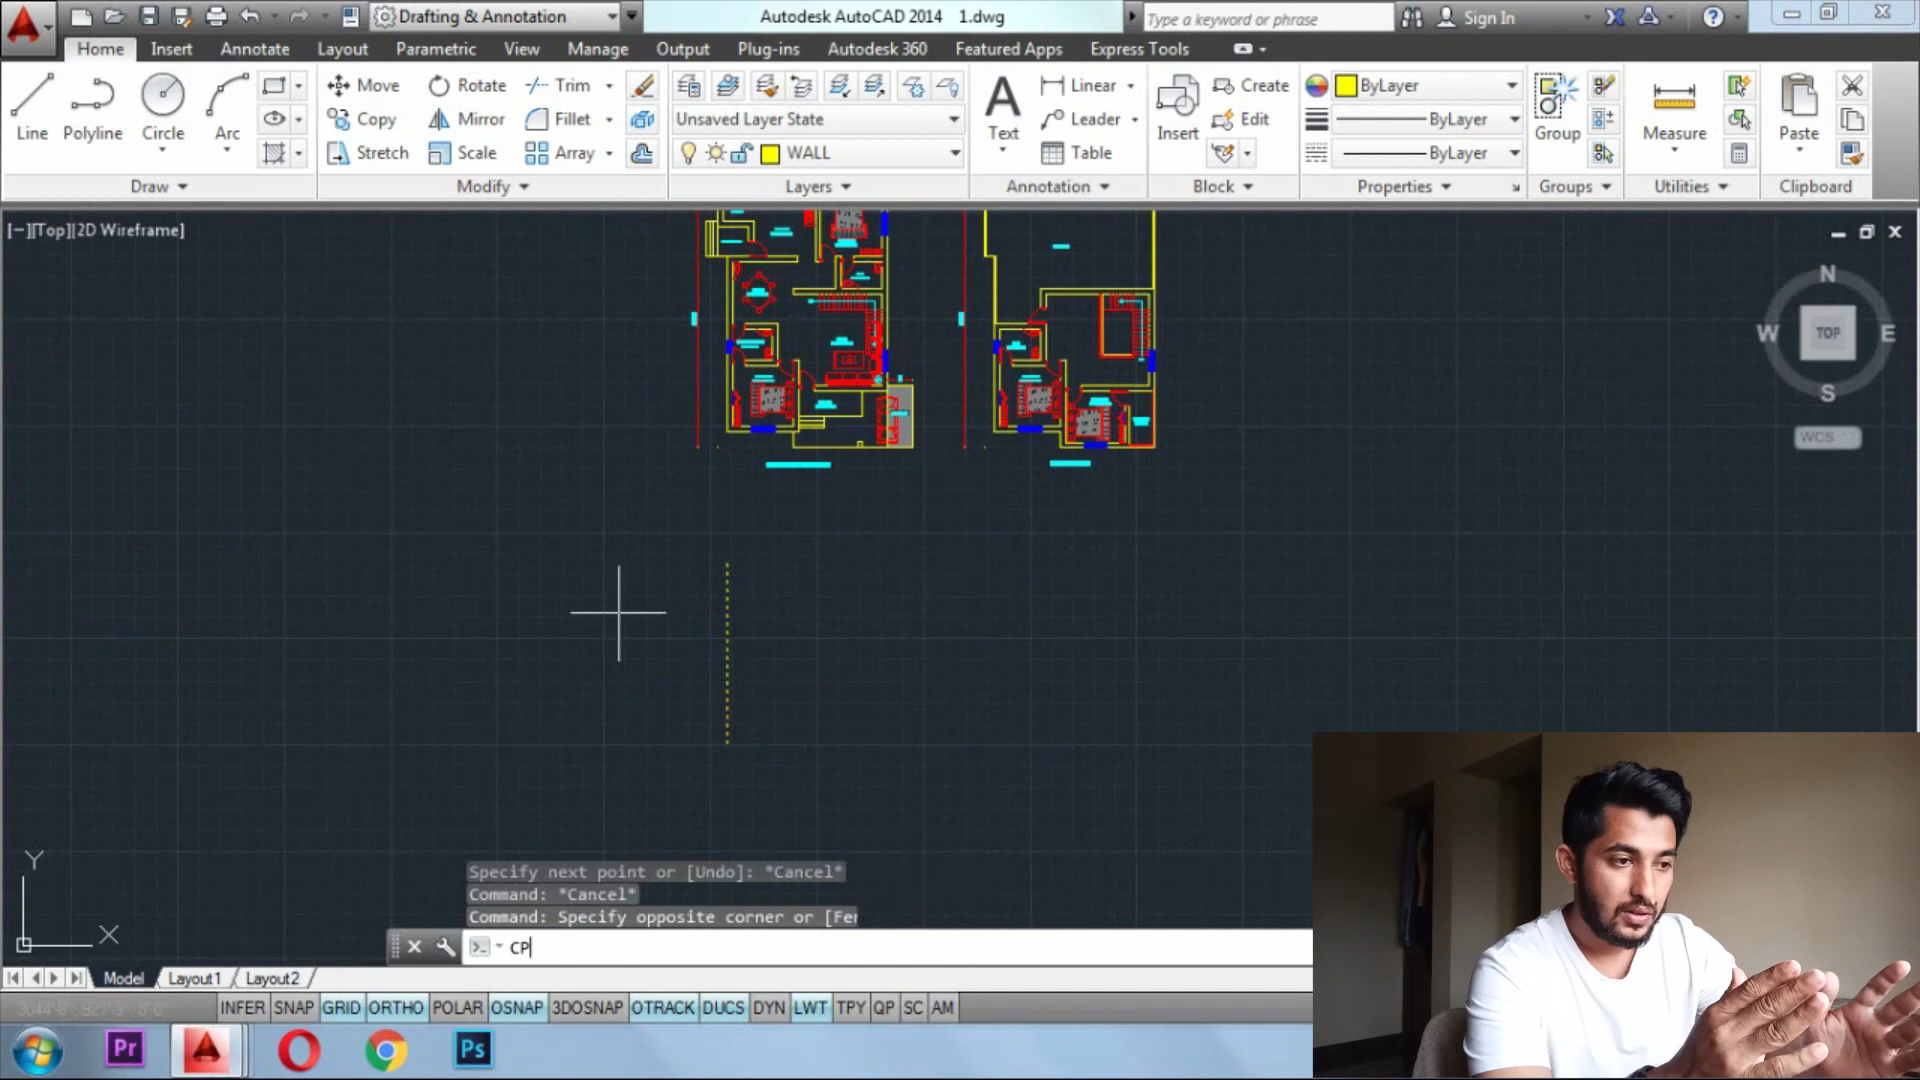 Drafting & Annotation
Autodesk AutoCAD 2014 1.dwg
Type a keyword or phrase
Sign In
Home Insert Annotate Layout Parametric View Manage Output Plug-ins Autodesk 360 Featured Apps Express Tools
Line Polyline Circle Arc
Move Rotate Trim
Copy Mirror Fillet
Stretch Scale Array
Unsaved Layer State
WALL
Text
Linear
Leader
Table
Insert
Create
Edit
ByLayer
ByLayer
ByLayer
Group
Measure
Paste
Draw Modify Layers Annotation Block Properties Groups Utilities Clipboard
[−][Top][2D Wireframe]
N
W TOP E
S
WCS
Y
X
Specify next point or [Undo]: *Cancel*
Command: *Cancel*
Command: Specify opposite corner or [Fer
CP
Model Layout1 Layout2
INFER SNAP GRID ORTHO POLAR OSNAP 3DOSNAP OTRACK DUCS DYN LWT TPY QP SC AM
Pr
Ps